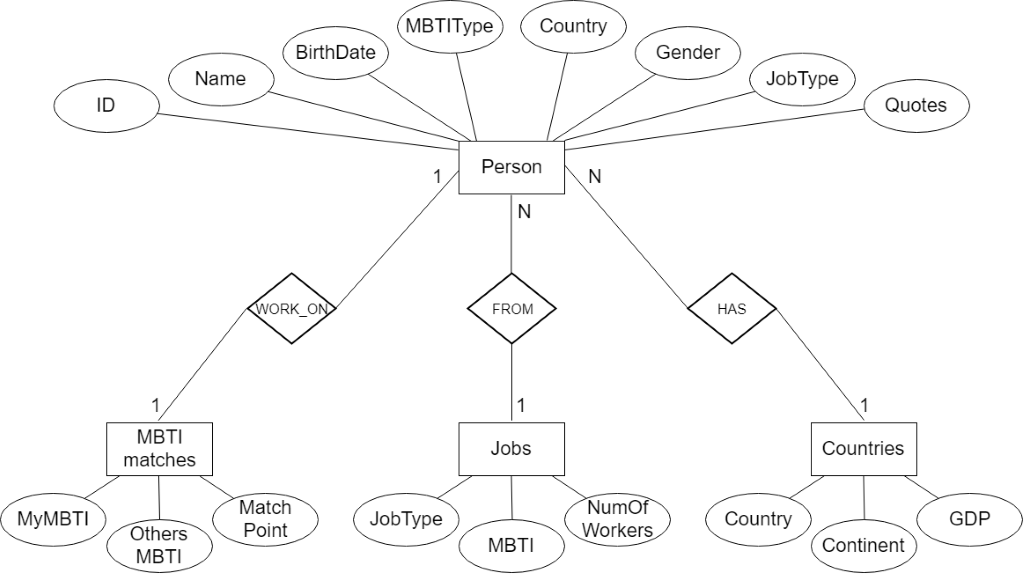 MBTIType
Country
BirthDate
Gender
Name
JobType
ID
Quotes
Person
1
N
N
WORK_ON
FROM
HAS
1
1
1
MBTI
matches
Jobs
Countries
MyMBTI
Others
MBTI
Match
Point
JobType
MBTI
NumOf
Workers
Country
Continent
GDP